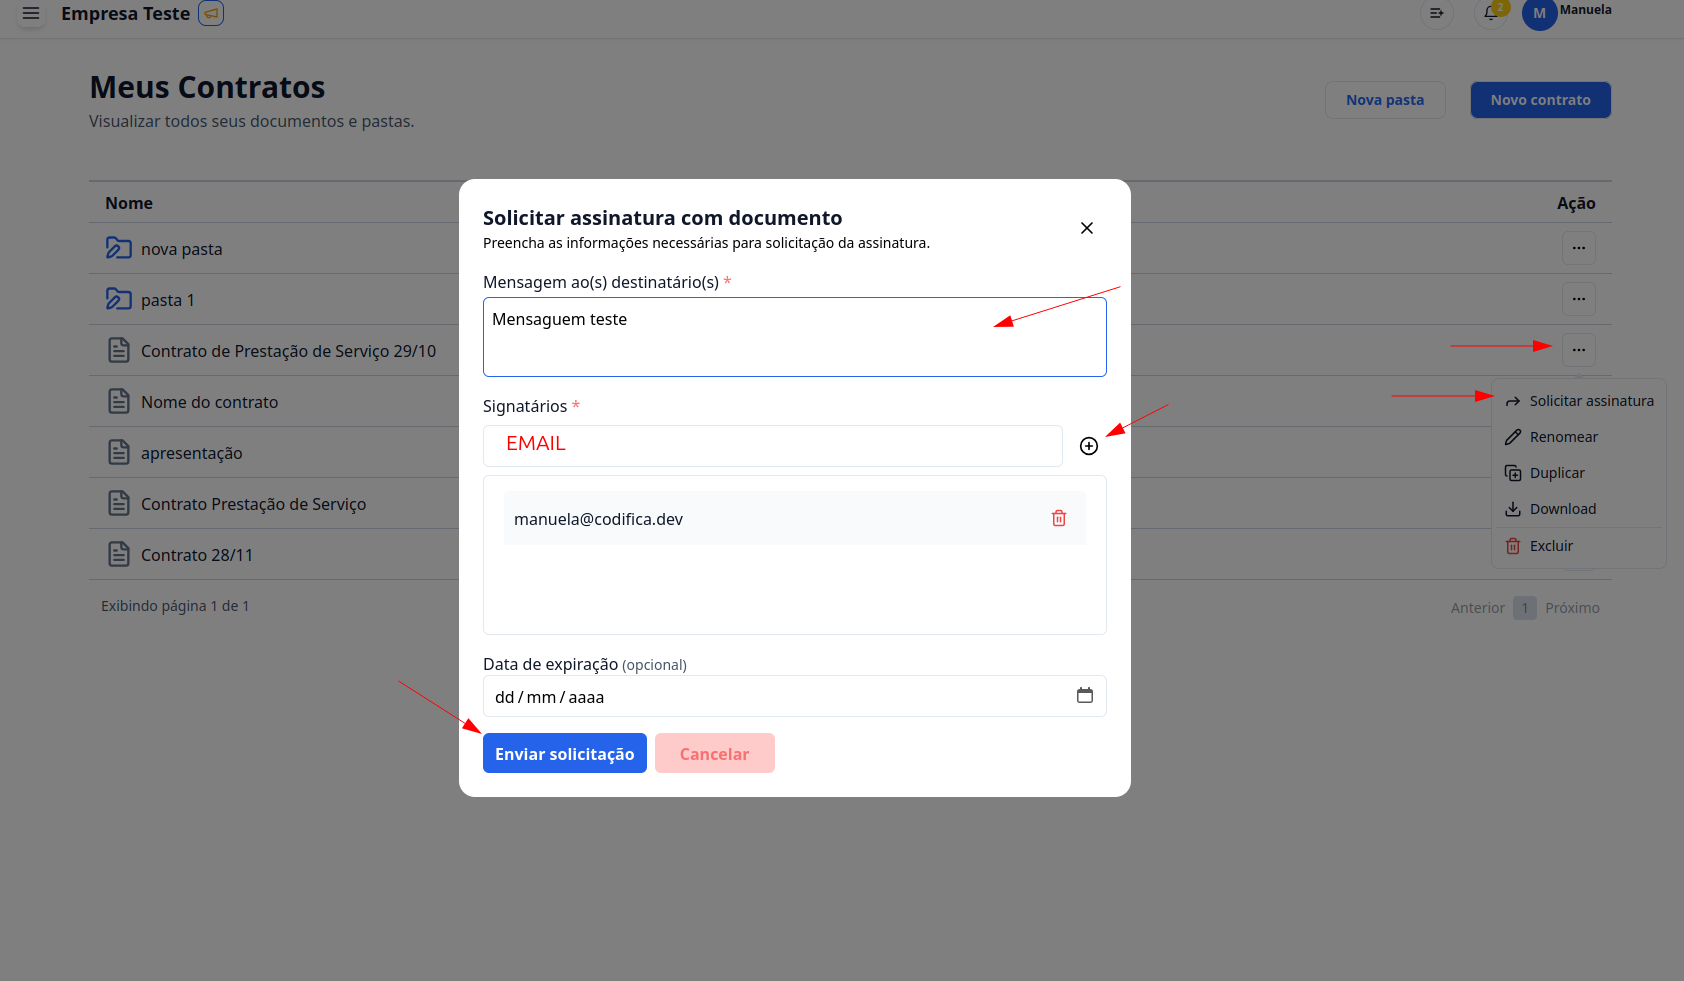 Empresa Teste
2
M
Manuela
Meus Contratos
Visualizar todos seus documentos e pastas.
Nova pasta
Novo contrato
Nome
Ação
nova pasta
pasta 1
Contrato de Prestação de Serviço 29/10
Nome do contrato
apresentação
Contrato Prestação de Serviço
Contrato 28/11
Exibindo página 1 de 1
Anterior 1 Próximo
Solicitar assinatura
Renomear
Duplicar
Download
Excluir
Solicitar assinatura com documento
Preencha as informações necessárias para solicitação da assinatura.
Mensagem ao(s) destinatário(s) *
Mensaguem teste
Signatários *
EMAIL
manuela@codifica.dev
Data de expiração (opcional)
dd / mm / aaaa
Enviar solicitação
Cancelar